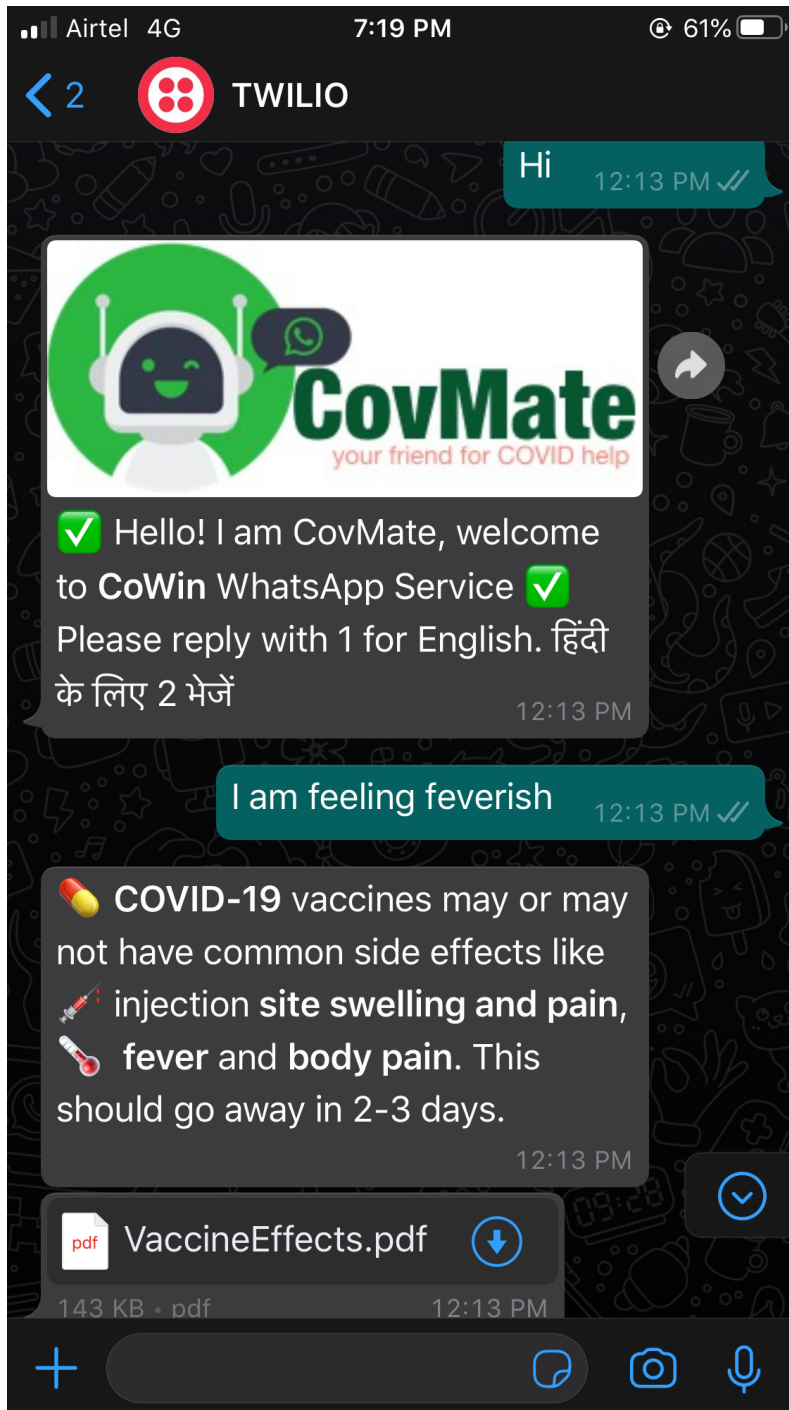 Airtel 4G 7:19 PM 61%
2 TWILIO
Hi
12:13 PM
CovMate
your friend for COVID help
✅ Hello! I am CovMate, welcome
to CoWin WhatsApp Service ✅
Please reply with 1 for English. हिंदी
के लिए 2 भेजें
12:13 PM
I am feeling feverish
12:13 PM
💊 COVID-19 vaccines may or may
not have common side effects like
💉 injection site swelling and pain,
🌡️ fever and body pain. This
should go away in 2-3 days.
12:13 PM
09:28
pdf VaccineEffects.pdf
143 KB • pdf 12:13 PM